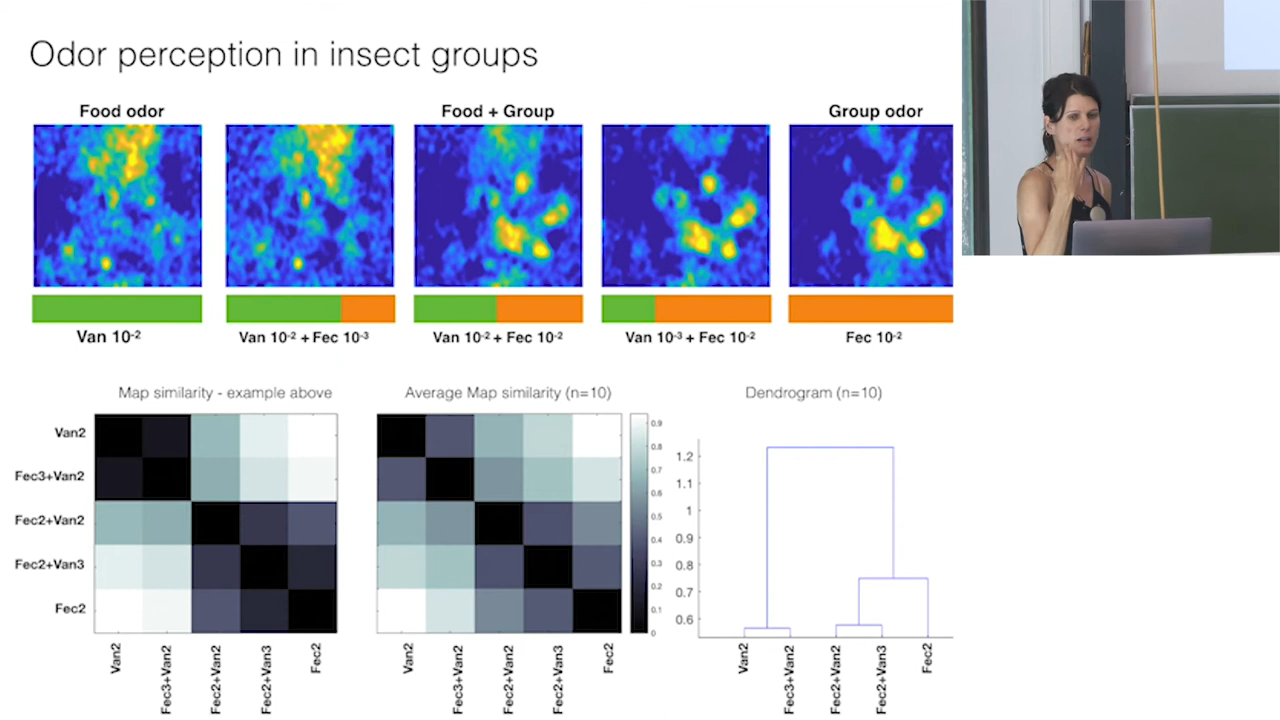 Odor perception in insect groups
Food odor
Food + Group
Group odor
Van 10-2
Van 10-2 + Fec 10-3
Van 10-2 + Fec 10-2
Van 10-3 + Fec 10-2
Fec 10-2
Map similarity - example above
Average Map similarity (n=10)
Dendrogram (n=10)
Van2
Fec3+Van2
Fec2+Van2
Fec2+Van3
Fec2
0.9
0.8
0.7
0.6
0.5
0.4
0.3
0.2
0.1
0
1.2
1.1
1
0.9
0.8
0.7
0.6
Van2
Fec3+Van2
Fec2+Van2
Fec2+Van3
Fec2
Van2
Fec3+Van2
Fec2+Van2
Fec2+Van3
Fec2
Van2
Fec3+Van2
Fec2+Van2
Fec2+Van3
Fec2